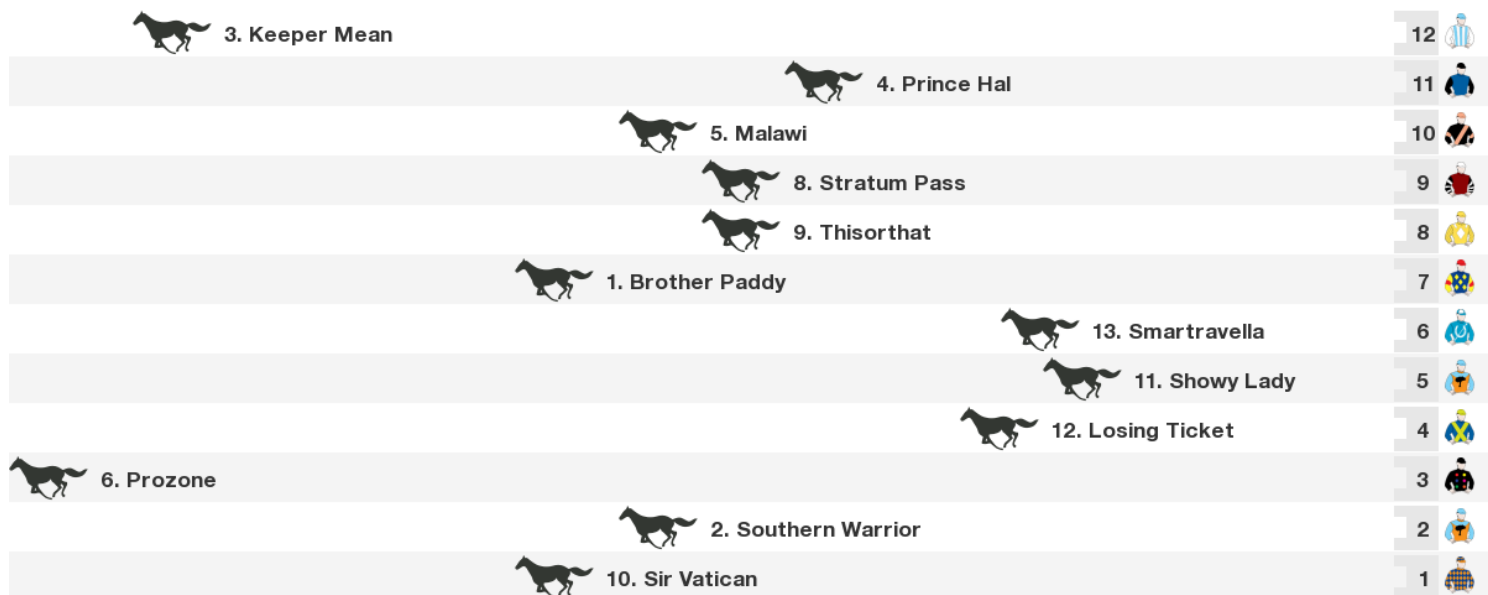 3. Keeper Mean 12
4. Prince Hal 11
5. Malawi 10
8. Stratum Pass 9
9. Thisorthat 8
1. Brother Paddy 7
13. Smartravella 6
11. Showy Lady 5
12. Losing Ticket 4
6. Prozone 3
2. Southern Warrior 2
10. Sir Vatican 1